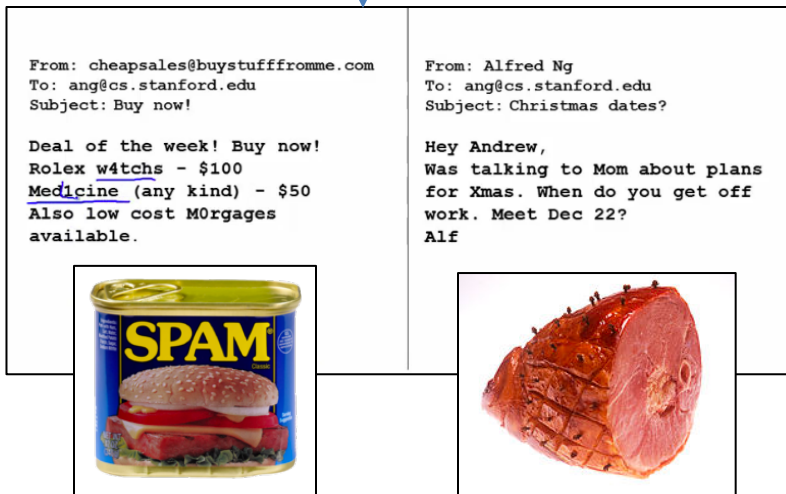 From: cheapsales@buystufffromme.com
To: ang@cs.stanford.edu
Subject: Buy now!
Deal of the week! Buy now!
Rolex w4tchs - $100
Med1cine (any kind) - $50
Also low cost M0rgages
available.
From: Alfred Ng
To: ang@cs.stanford.edu
Subject: Christmas dates?
Hey Andrew,
Was talking to Mom about plans
for Xmas. When do you get off
work. Meet Dec 22?
Alf
SPAM®
Classic